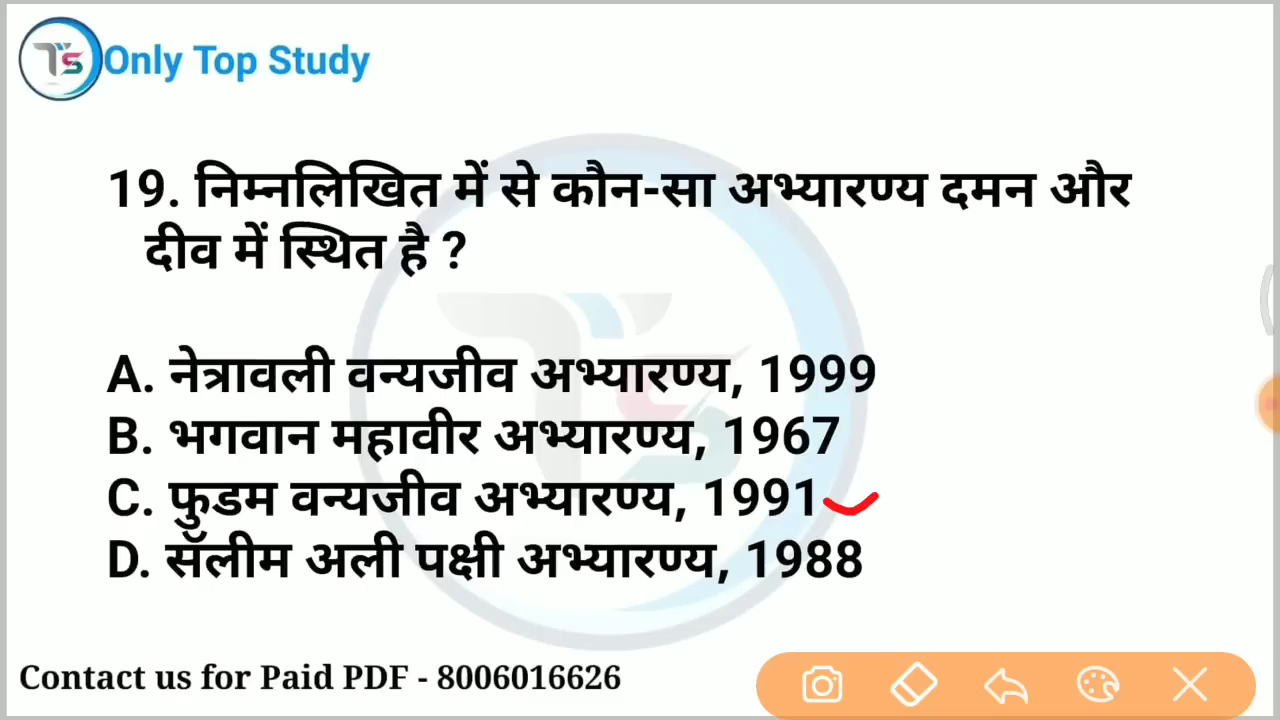 TS Only Top Study
19. निम्नलिखित में से कौन-सा अभ्यारण्य दमन और
दीव में स्थित है ?
A. नेत्रावली वन्यजीव अभ्यारण्य, 1999
B. भगवान महावीर अभ्यारण्य, 1967
C. फुडम वन्यजीव अभ्यारण्य, 1991
D. सॅलीम अली पक्षी अभ्यारण्य, 1988
Contact us for Paid PDF - 8006016626